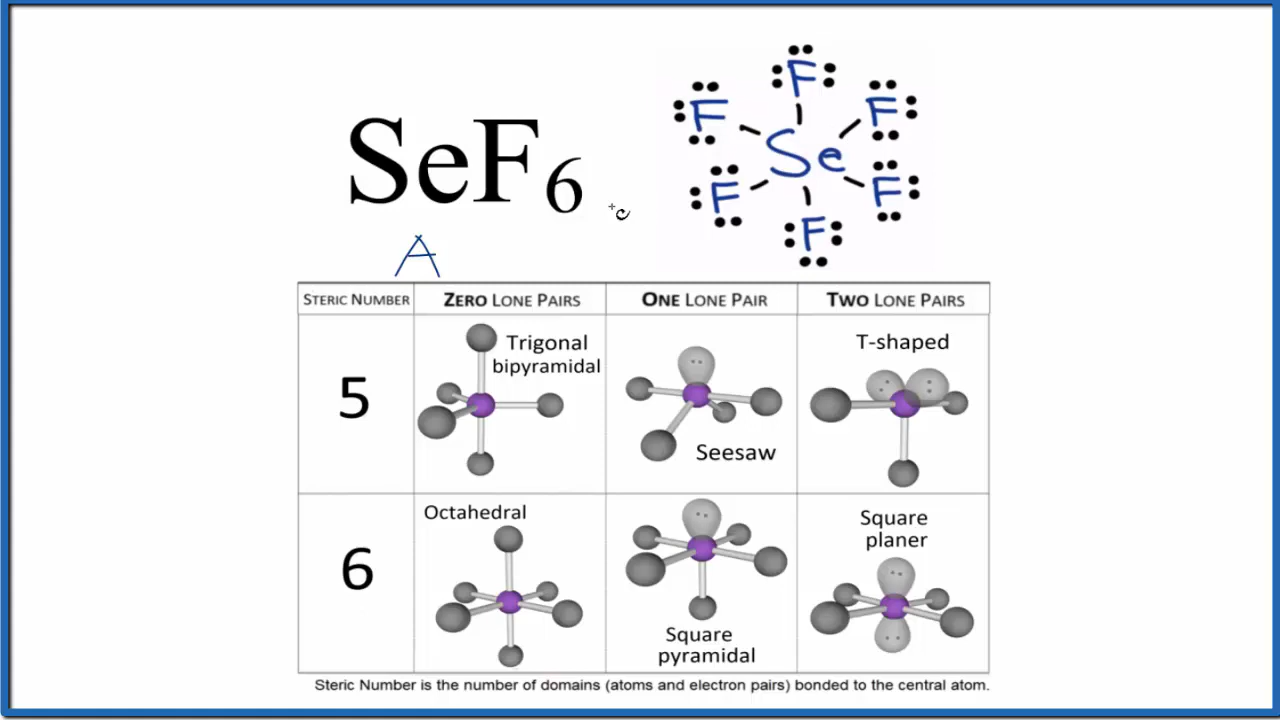 SeF6
A
F
F
F
Se
F
F
F
STERIC NUMBER
ZERO LONE PAIRS
ONE LONE PAIR
TWO LONE PAIRS
5
Trigonal
bipyramidal
Seesaw
T-shaped
6
Octahedral
Square
pyramidal
Square
planer
Steric Number is the number of domains (atoms and electron pairs) bonded to the central atom.